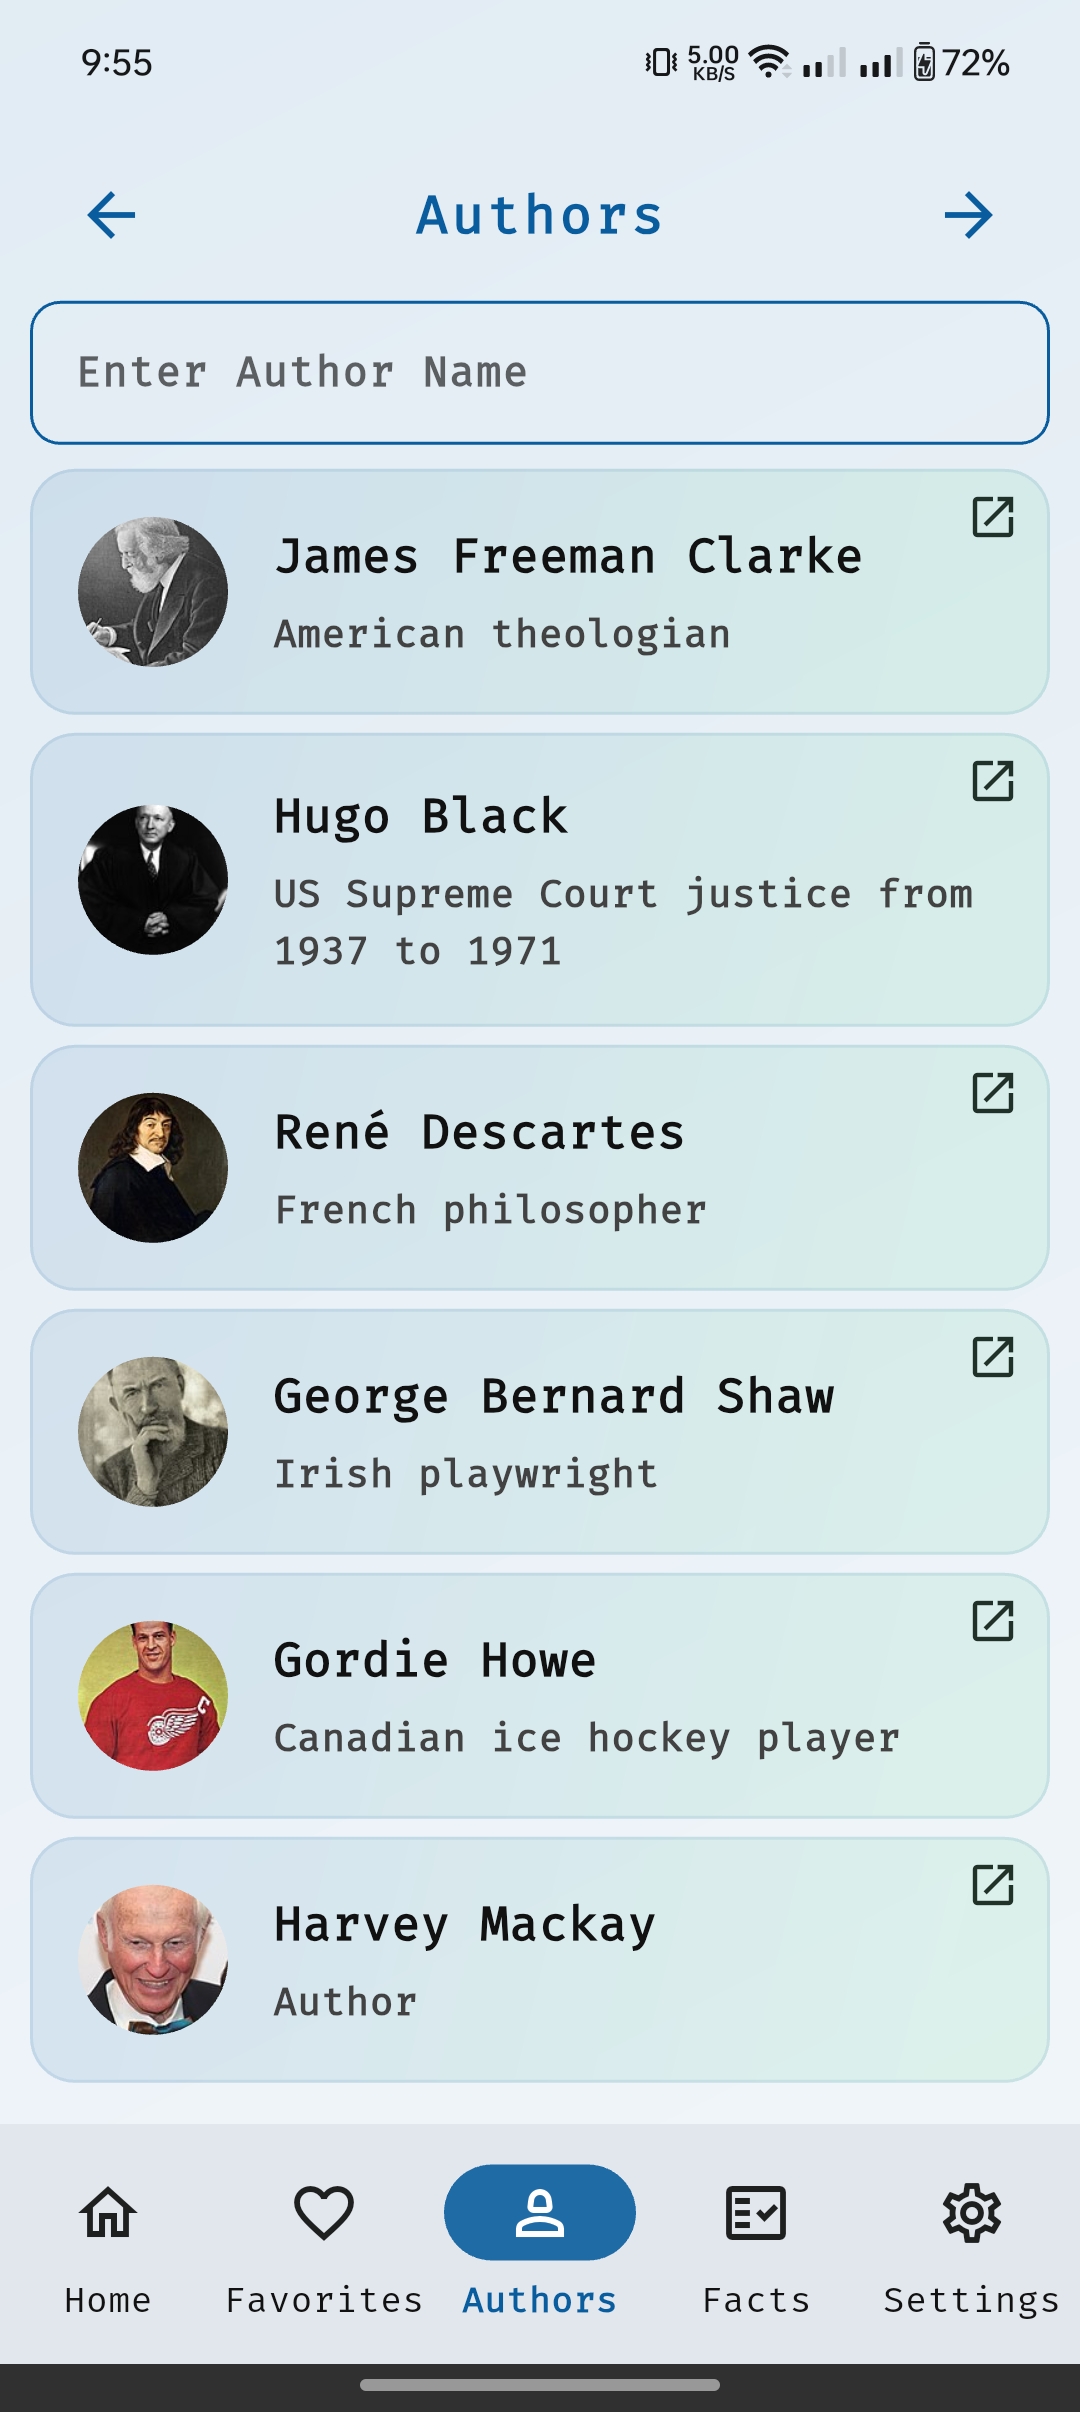 9:55
5.00
KB/S
72%
Authors
Enter Author Name
James Freeman Clarke
American theologian
Hugo Black
US Supreme Court justice from
1937 to 1971
René Descartes
French philosopher
George Bernard Shaw
Irish playwright
Gordie Howe
Canadian ice hockey player
Harvey Mackay
Author
Home
Favorites
Authors
Facts
Settings